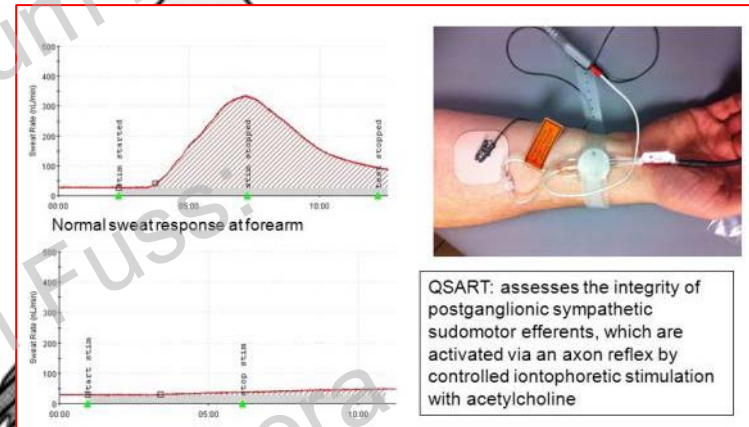 500
400
300
200
100
0
Sweat Rate (nL/min)
stim started
stim stopped
test stopped
00:00
05:00
10:00
Normal sweat response at forearm
500
400
300
200
100
0
Sweat Rate (nL/min)
Start stim
stop stim
00:00
05:00
10:00
QSART: assesses the integrity of
postganglionic sympathetic
sudomotor efferents, which are
activated via an axon reflex by
controlled iontophoretic stimulation
with acetylcholine
Fuss: